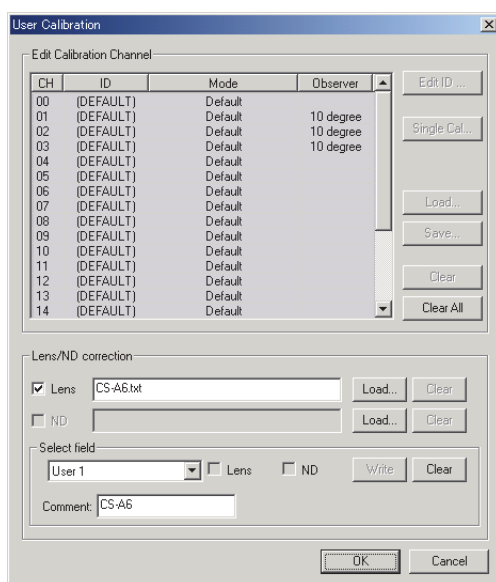 User Calibration
Edit Calibration Channel
CH ID Mode Observer
00 (DEFAULT) Default
01 (DEFAULT) Default 10 degree
02 (DEFAULT) Default 10 degree
03 (DEFAULT) Default 10 degree
04 (DEFAULT) Default
05 (DEFAULT) Default
06 (DEFAULT) Default
07 (DEFAULT) Default
08 (DEFAULT) Default
09 (DEFAULT) Default
10 (DEFAULT) Default
11 (DEFAULT) Default
12 (DEFAULT) Default
13 (DEFAULT) Default
14 (DEFAULT) Default
Edit ID ...
Single Cal...
Load...
Save...
Clear
Clear All
Lens/ND correction
Lens CS-A6.txt Load... Clear
ND Load... Clear
Select field
User 1 Lens ND Write Clear
Comment: CS-A6
OK Cancel